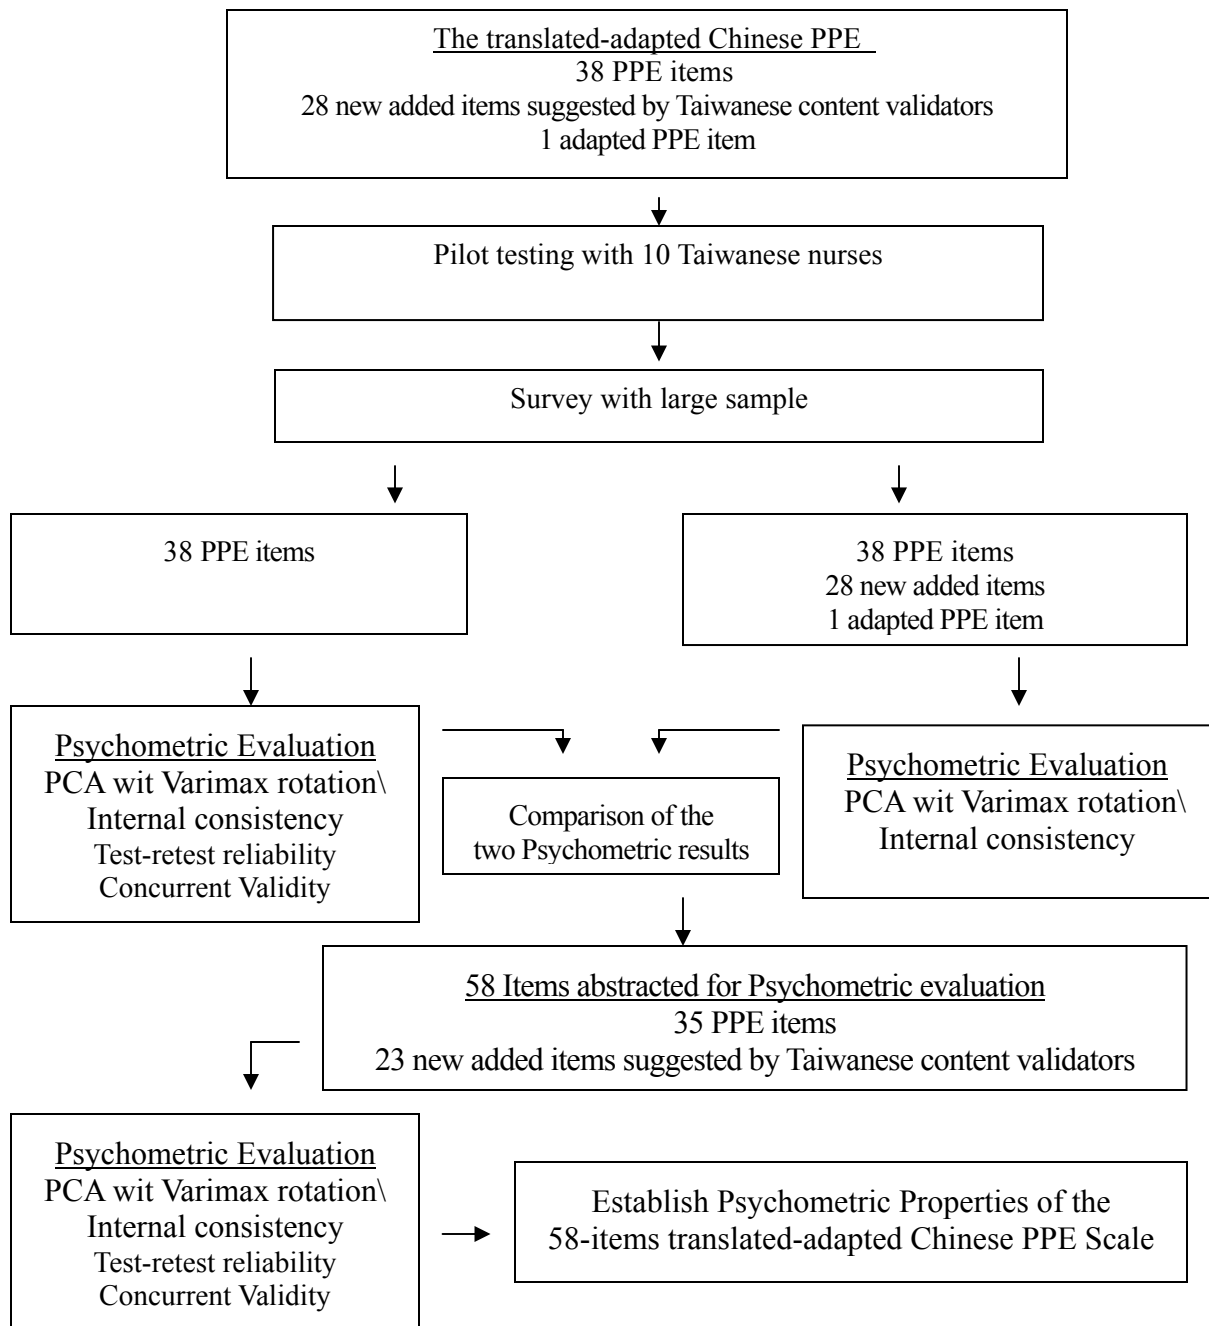 The translated-adapted Chinese PPE
38 PPE items
28 new added items suggested by Taiwanese content validators
1 adapted PPE item
Pilot testing with 10 Taiwanese nurses
Survey with large sample
38 PPE items
38 PPE items
28 new added items
1 adapted PPE item
Psychometric Evaluation
PCA wit Varimax rotation\
Internal consistency
Test-retest reliability
Concurrent Validity
Comparison of the
two Psychometric results
Psychometric Evaluation
PCA wit Varimax rotation\
Internal consistency
58 Items abstracted for Psychometric evaluation
35 PPE items
23 new added items suggested by Taiwanese content validators
Psychometric Evaluation
PCA wit Varimax rotation\
Internal consistency
Test-retest reliability
Concurrent Validity
Establish Psychometric Properties of the
58-items translated-adapted Chinese PPE Scale